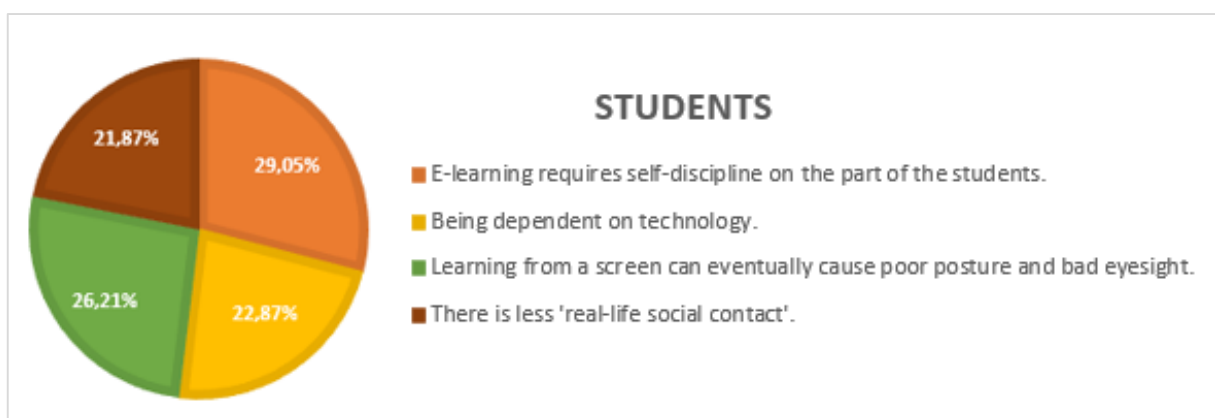 STUDENTS
21,87%
29,05%
E-learning requires self-discipline on the part of the students.
Being dependent on technology.
Learning from a screen can eventually cause poor posture and bad eyesight.
26,21%
22,87%
There is less 'real-life social contact'.